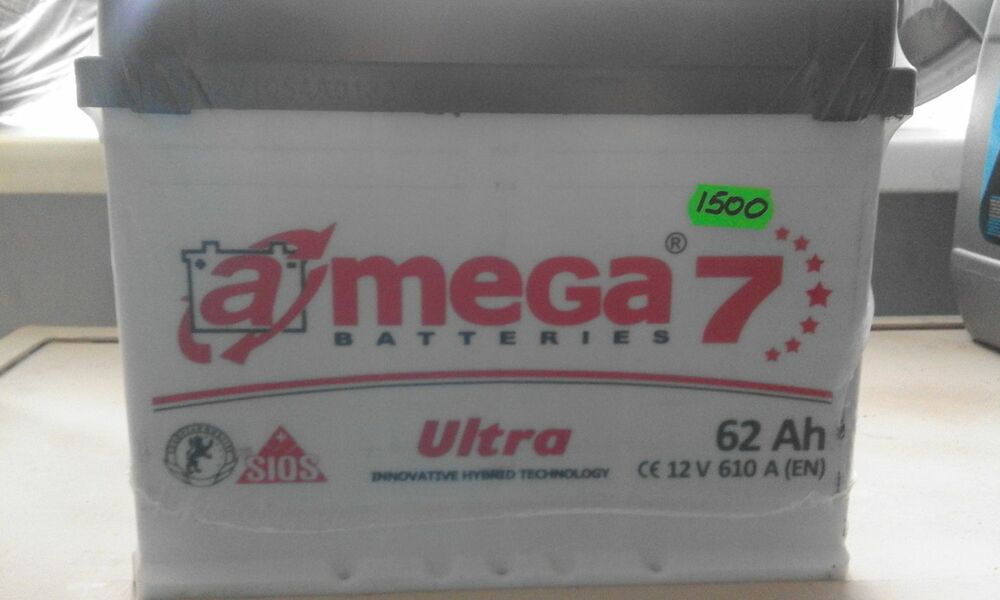 1500
a mega ® 7
BATTERIES
SIOS
Ultra
INNOVATIVE HYBRID TECHNOLOGY
62 Ah
CE 12 V 610 A (EN)